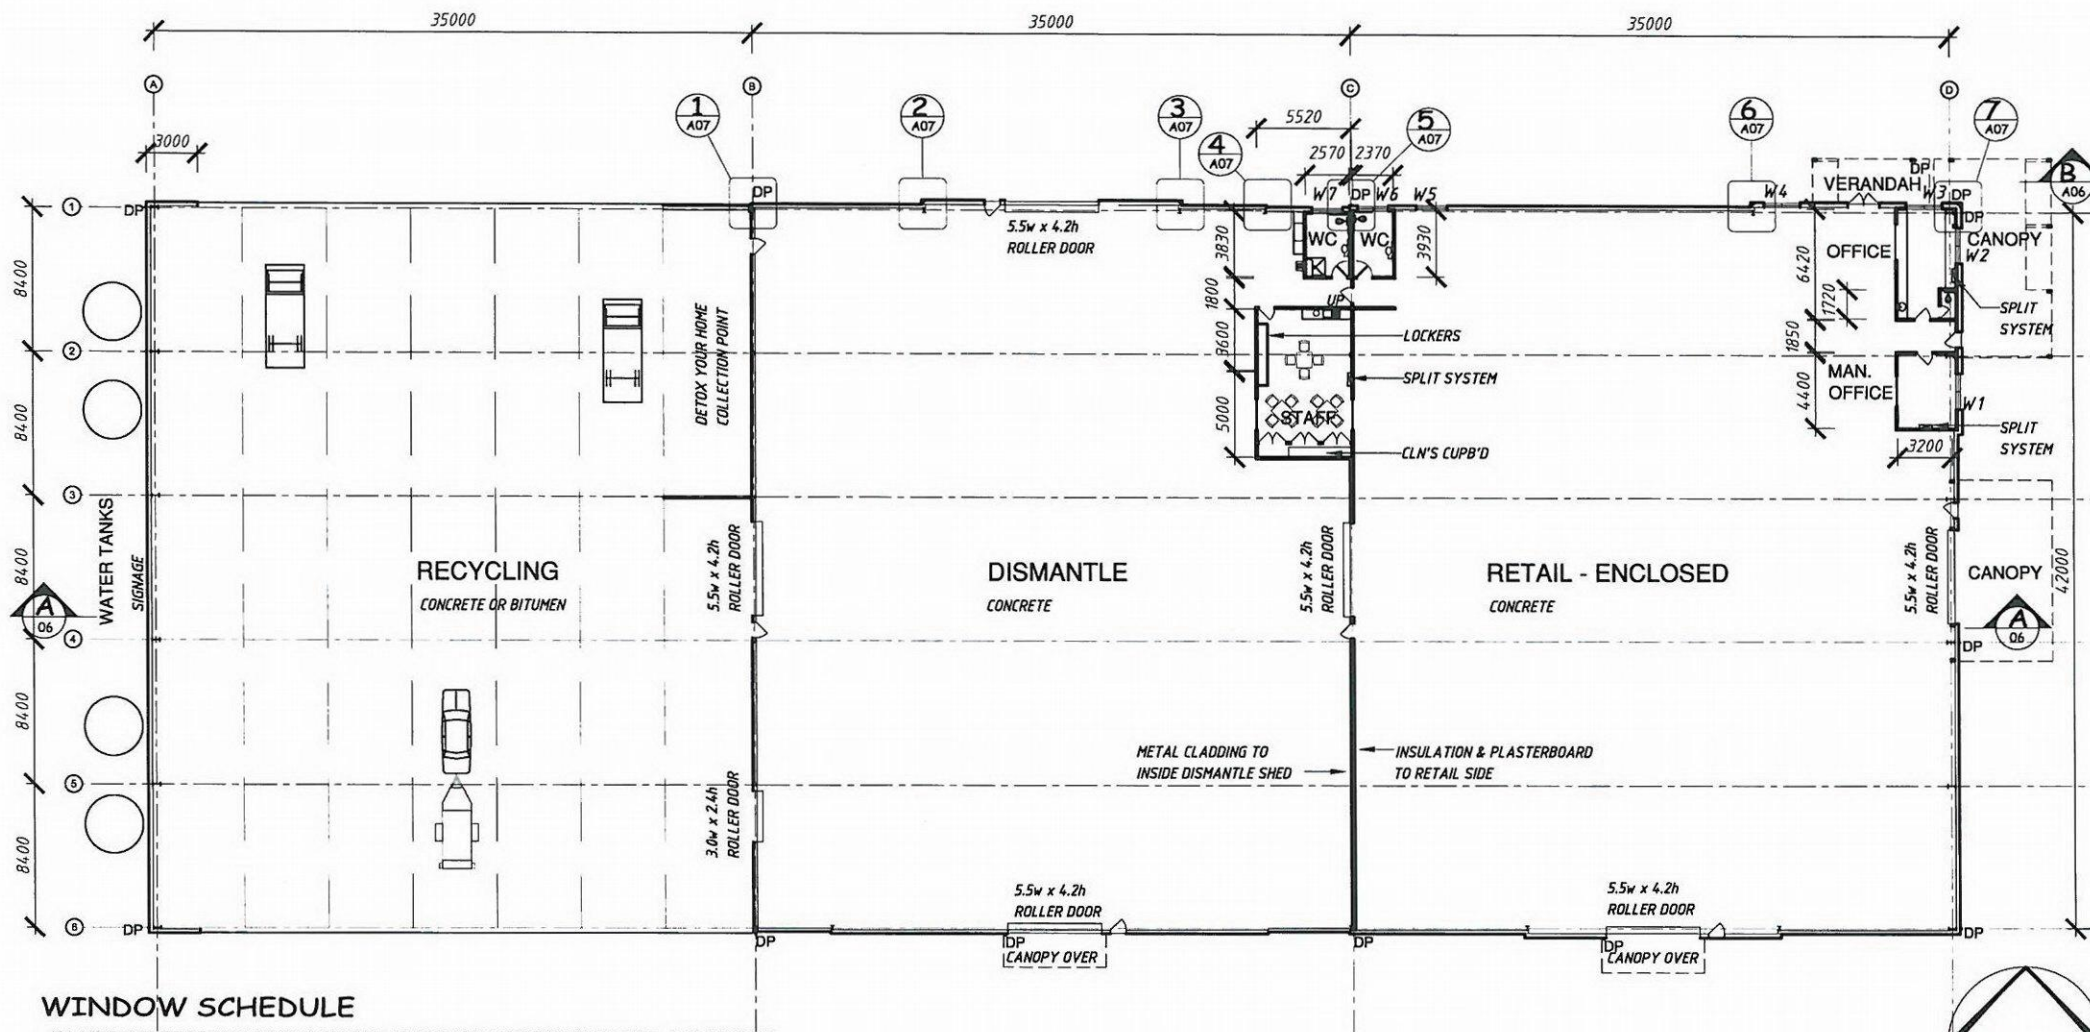 35000
35000
35000
A
B
C
D
1
A07
2
A07
3
A07
4
A07
5
A07
6
A07
7
A07
3000
5520
2570
2370
B
A06
DP
VERANDAH
W7
DP
W6
W5
W4
W3
DP
DP
DP
DP
1
5.5w x 4.2h
ROLLER DOOR
WC
WC
3830
3930
OFFICE
CANOPY
W2
6420
1720
SPLIT
SYSTEM
8400
1800
UP
DETOX YOUR HOME
COLLECTION POINT
3600
LOCKERS
SPLIT SYSTEM
1850
2
MAN.
OFFICE
4400
W1
8400
5000
STAFF
CLN'S CUPB'D
3200
SPLIT
SYSTEM
3
WATER TANKS
SIGNAGE
8400
RECYCLING
CONCRETE OR BITUMEN
5.5w x 4.2h
ROLLER DOOR
DISMANTLE
CONCRETE
5.5w x 4.2h
ROLLER DOOR
RETAIL - ENCLOSED
CONCRETE
5.5w x 4.2h
ROLLER DOOR
CANOPY
42000
A
06
A
06
4
DP
8400
METAL CLADDING TO
INSIDE DISMANTLE SHED
INSULATION & PLASTERBOARD
TO RETAIL SIDE
5
3.0w x 2.4h
ROLLER DOOR
8400
5.5w x 4.2h
ROLLER DOOR
5.5w x 4.2h
ROLLER DOOR
6
DP
DP
DP
CANOPY OVER
DP
DP
CANOPY OVER
DP
WINDOW SCHEDULE